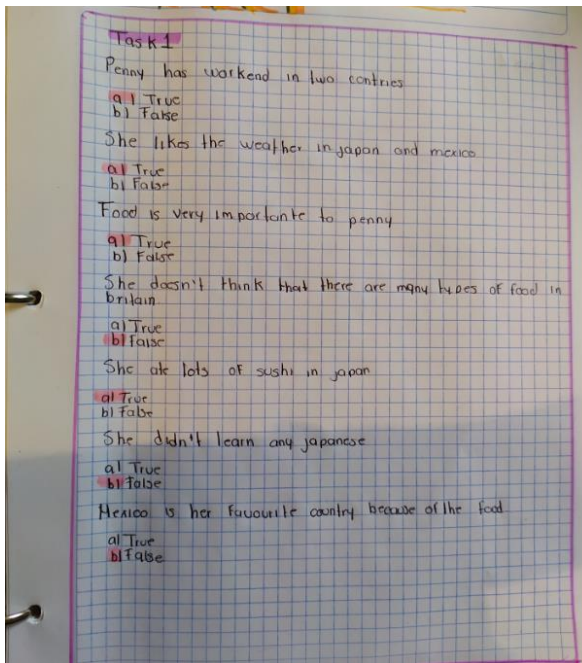 Task 1
Penny has workend in two contries
a) True
b) False
She likes the weather in japan and mexico
a) True
b) False
Food is very importante to penny
a) True
b) False
She doesn't think that there are many types of food in
britain
a) True
b) False
She ate lots of sushi in japan
a) True
b) False
She didn't learn any japanese
a) True
b) False
Mexico is her favourite country because of the food
a) True
b) False